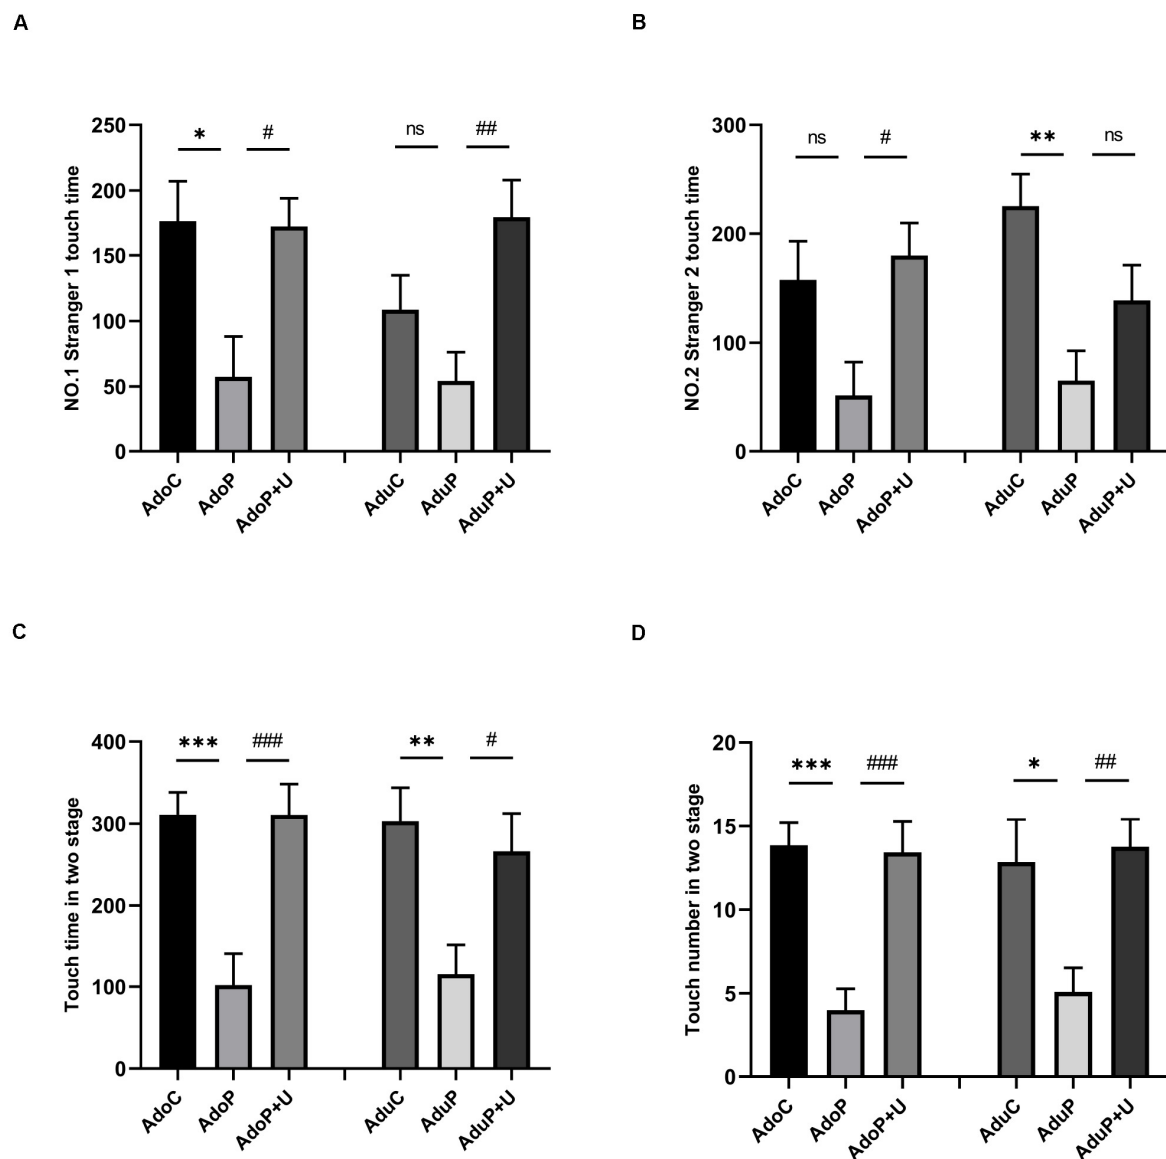 A
NO.1 Stranger 1 touch time
250
200
150
100
50
0
* # ns ##
AdoC AdoP AdoP+U AduC AduP AduP+U
B
NO.2 Stranger 2 touch time
300
200
100
0
ns # ** ns
AdoC AdoP AdoP+U AduC AduP AduP+U
C
Touch time in two stage
400
300
200
100
0
*** ### ** #
AdoC AdoP AdoP+U AduC AduP AduP+U
D
Touch number in two stage
20
15
10
5
0
*** ### * ##
AdoC AdoP AdoP+U AduC AduP AduP+U